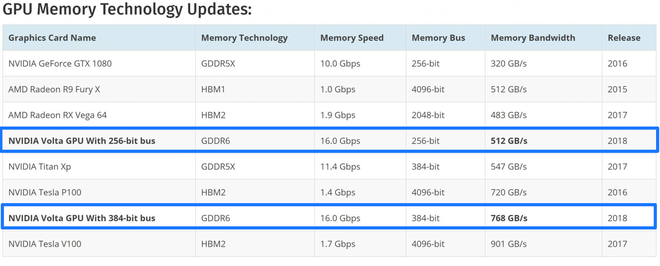 GPU Memory Technology Updates:
Graphics Card Name Memory Technology Memory Speed Memory Bus Memory Bandwidth Release
NVIDIA GeForce GTX 1080 GDDR5X 10.0 Gbps 256-bit 320 GB/s 2016
AMD Radeon R9 Fury X HBM1 1.0 Gbps 4096-bit 512 GB/s 2015
AMD Radeon RX Vega 64 HBM2 1.9 Gbps 2048-bit 483 GB/s 2017
NVIDIA Volta GPU With 256-bit bus GDDR6 16.0 Gbps 256-bit 512 GB/s 2018
NVIDIA Titan Xp GDDR5X 11.4 Gbps 384-bit 547 GB/s 2017
NVIDIA Tesla P100 HBM2 1.4 Gbps 4096-bit 720 GB/s 2016
NVIDIA Volta GPU With 384-bit bus GDDR6 16.0 Gbps 384-bit 768 GB/s 2018
NVIDIA Tesla V100 HBM2 1.7 Gbps 4096-bit 901 GB/s 2017